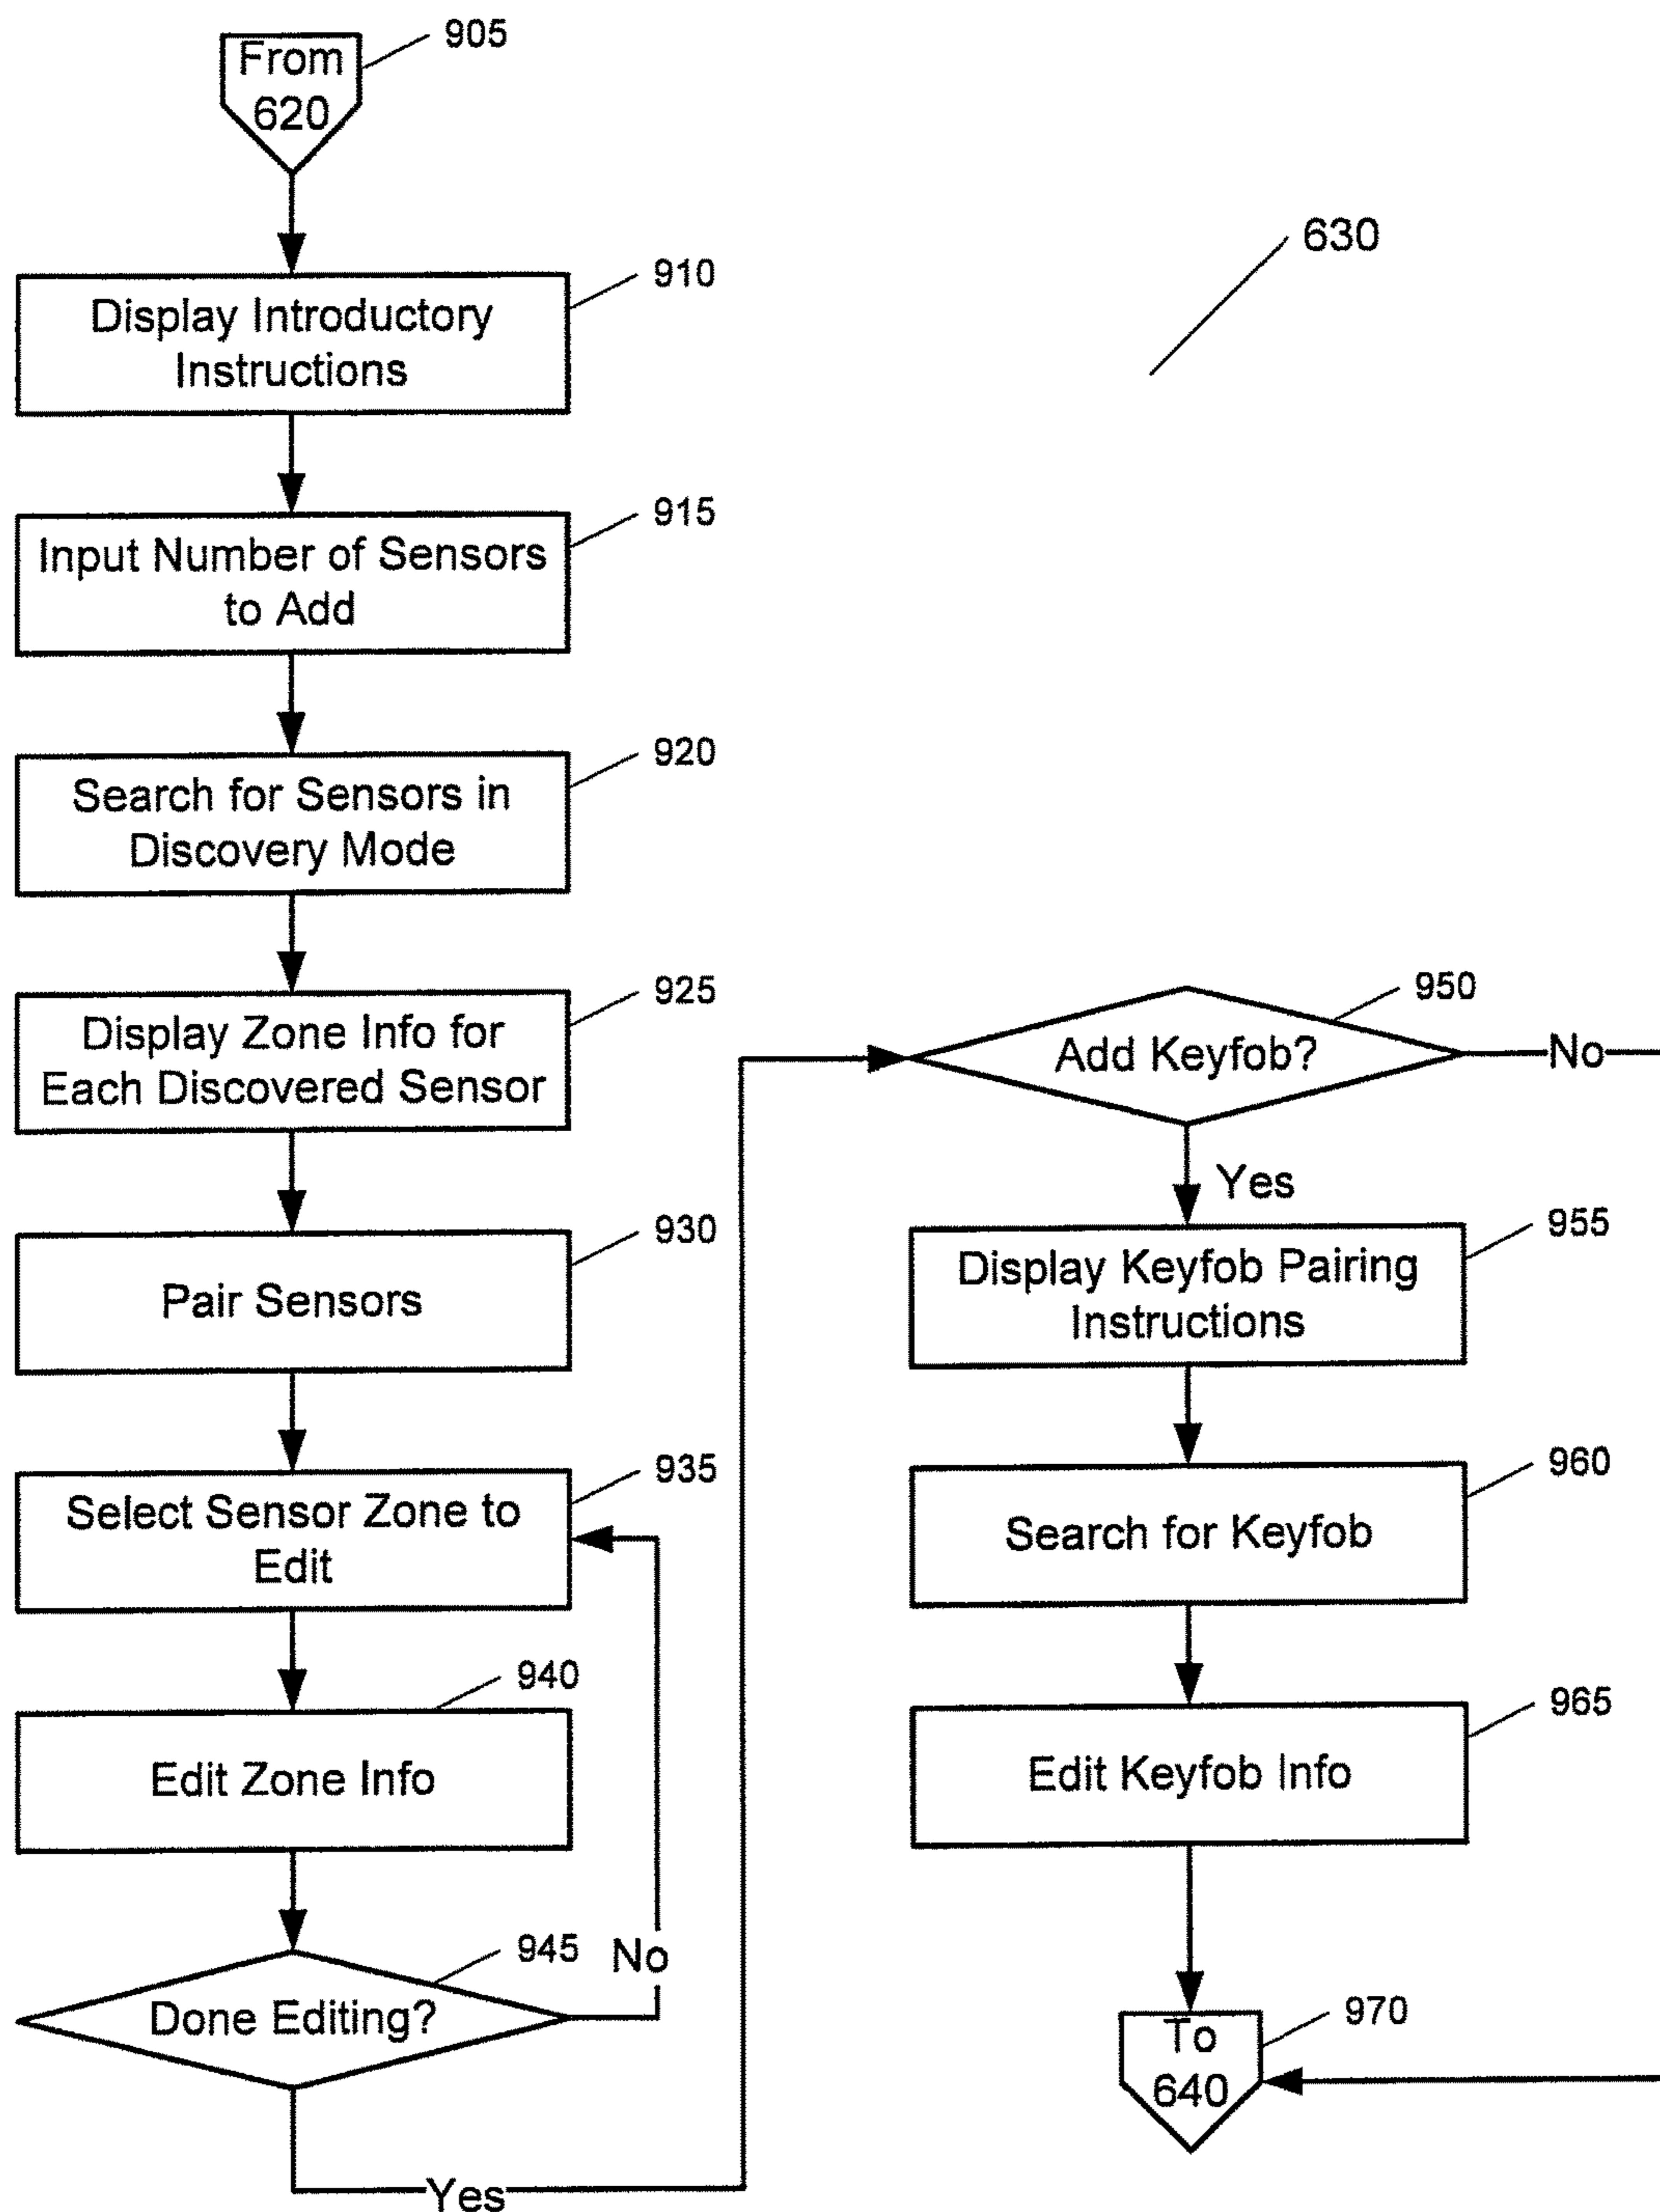 From
620
905
630
Display Introductory
Instructions
910
Input Number of Sensors
to Add
915
Search for Sensors in
Discovery Mode
920
Display Zone Info for
Each Discovered Sensor
925
Pair Sensors
930
Select Sensor Zone to
Edit
935
Edit Zone Info
940
Done Editing?
945
No
Yes
Add Keyfob?
950
No
Yes
Display Keyfob Pairing
Instructions
955
Search for Keyfob
960
Edit Keyfob Info
965
To
640
970